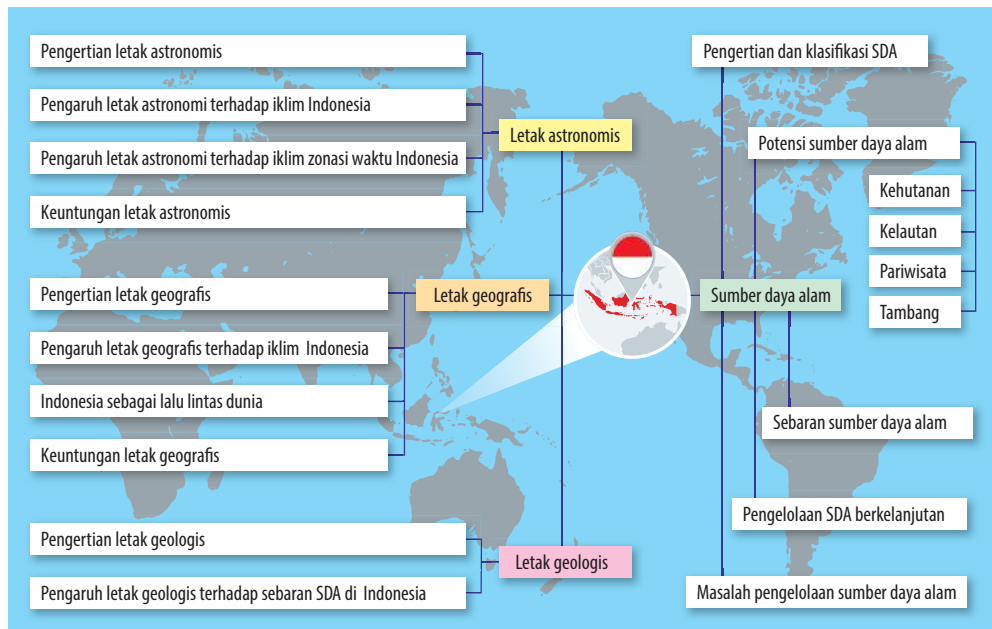 Pengertian letak astronomis
Pengaruh letak astronomi terhadap iklim Indonesia
Pengaruh letak astronomi terhadap iklim zonasi waktu Indonesia
Keuntungan letak astronomis
Letak astronomis
Pengertian letak geografis
Pengaruh letak geografis terhadap iklim Indonesia
Indonesia sebagai lalu lintas dunia
Keuntungan letak geografis
Letak geografis
Pengertian letak geologis
Pengaruh letak geologis terhadap sebaran SDA di Indonesia
Letak geologis
Sumber daya alam
Pengertian dan klasifikasi SDA
Potensi sumber daya alam
Kehutanan
Kelautan
Pariwisata
Tambang
Sebaran sumber daya alam
Pengelolaan SDA berkelanjutan
Masalah pengelolaan sumber daya alam